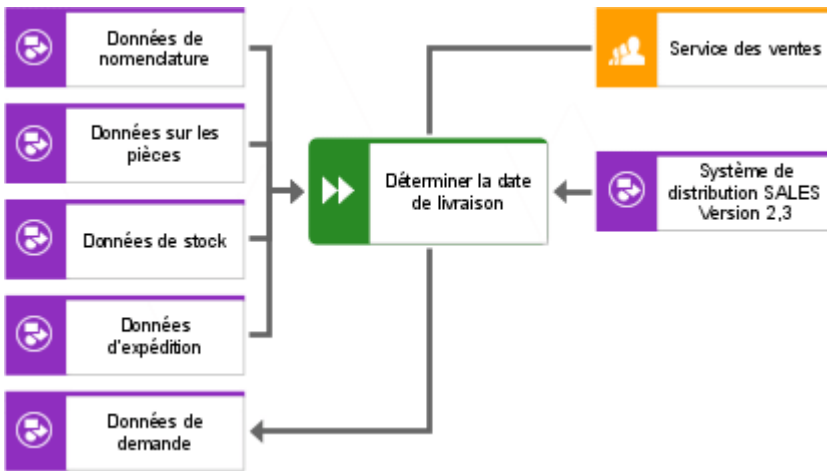 Données de
nomenclature
Service des ventes
Données sur les
pièces
Déterminer la date
de livraison
Système de
distribution SALES
Version 2,3
Données de stock
Données
d'expédition
Données de
demande